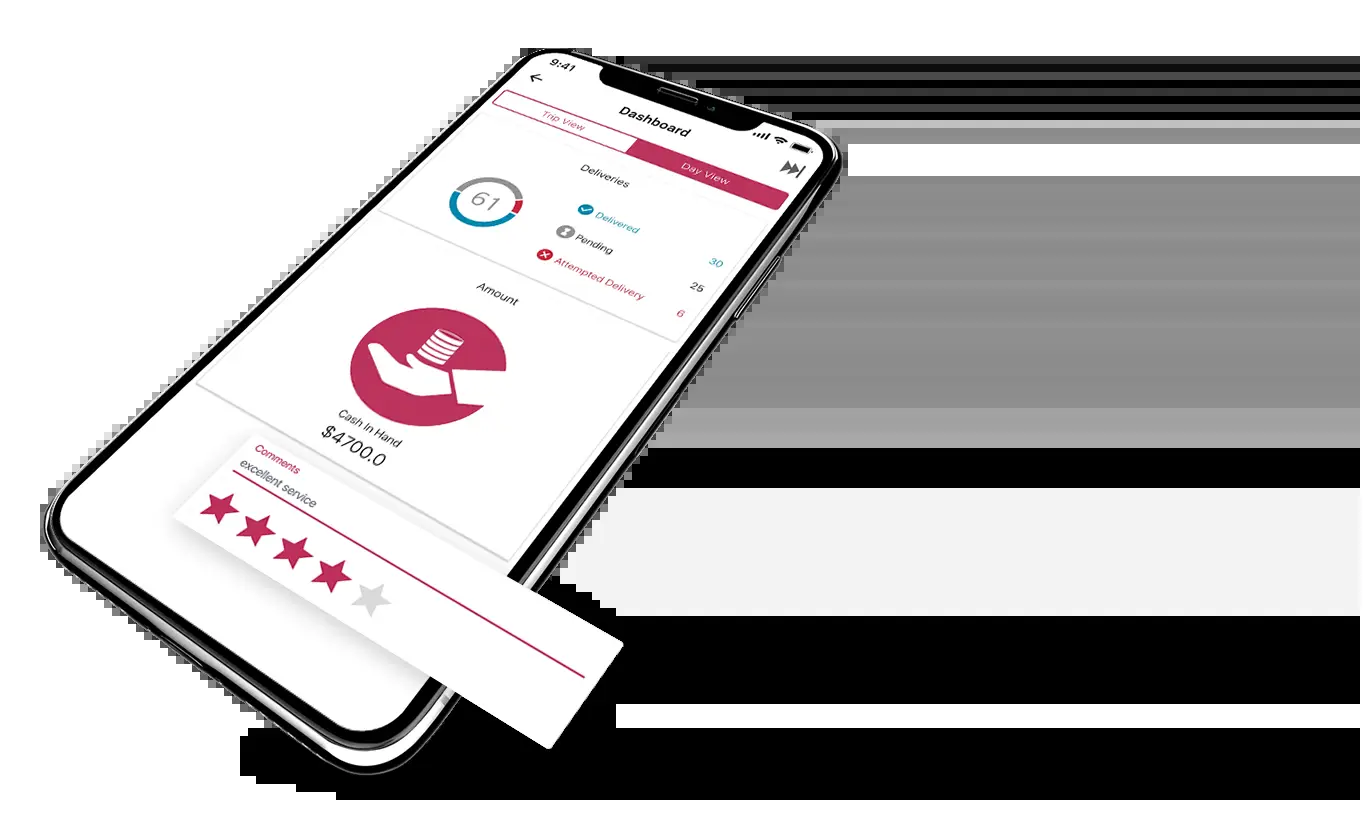 9:41
Dashboard
Trip View
Day View
Deliveries
61
Delivered
30
Pending
25
Attempted Delivery
6
Amount
Cash In Hand
$4700.0
Comments
excellent service